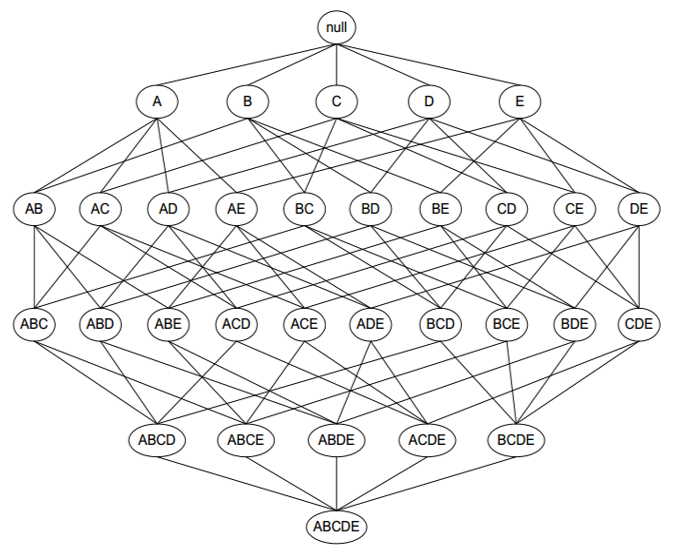 null
A B C D E
AB AC AD AE BC BD BE CD CE DE
ABC ABD ABE ACD ACE ADE BCD BCE BDE CDE
ABCD ABCE ABDE ACDE BCDE
ABCDE